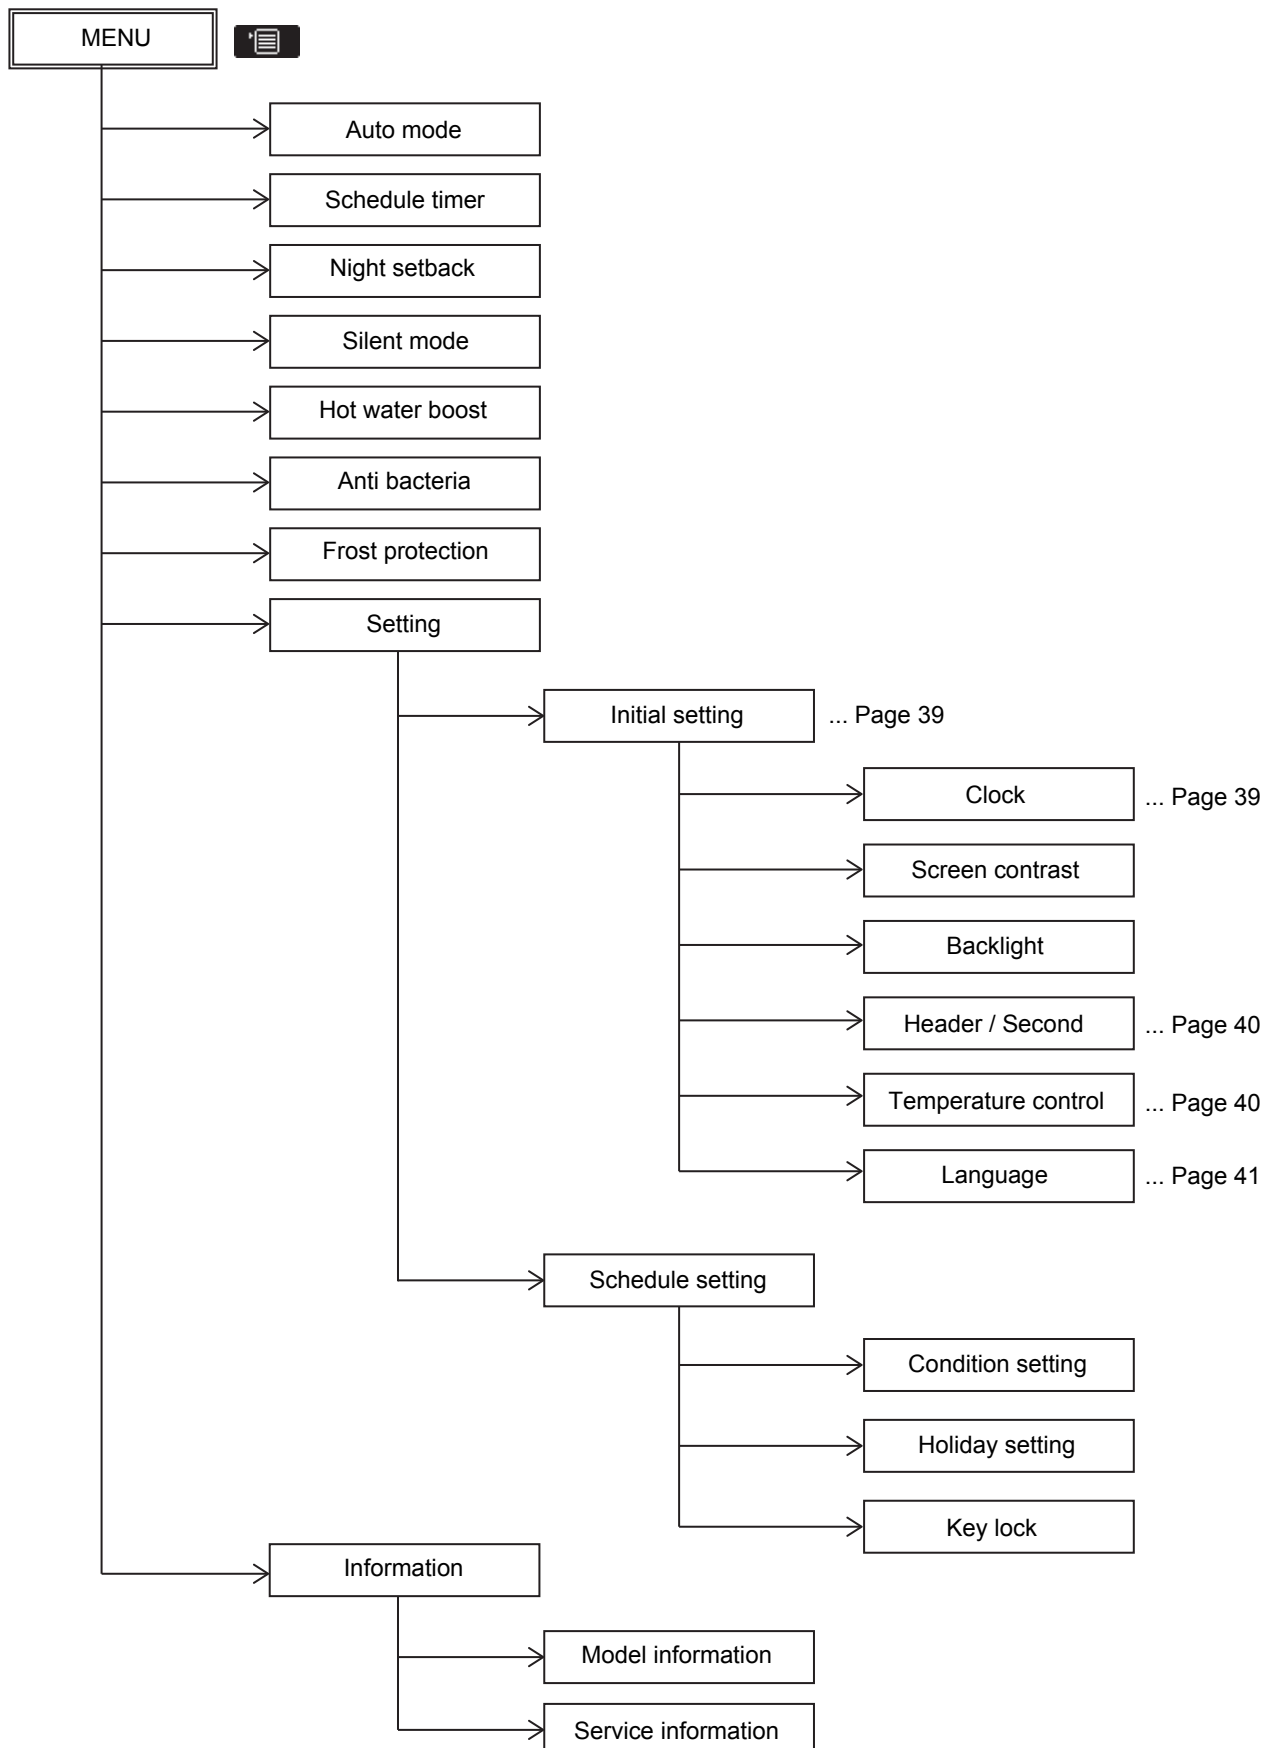 MENU
Auto mode
Schedule timer
Night setback
Silent mode
Hot water boost
Anti bacteria
Frost protection
Setting
Initial setting ... Page 39
Clock ... Page 39
Screen contrast
Backlight
Header / Second ... Page 40
Temperature control ... Page 40
Language ... Page 41
Schedule setting
Condition setting
Holiday setting
Key lock
Information
Model information
Service information